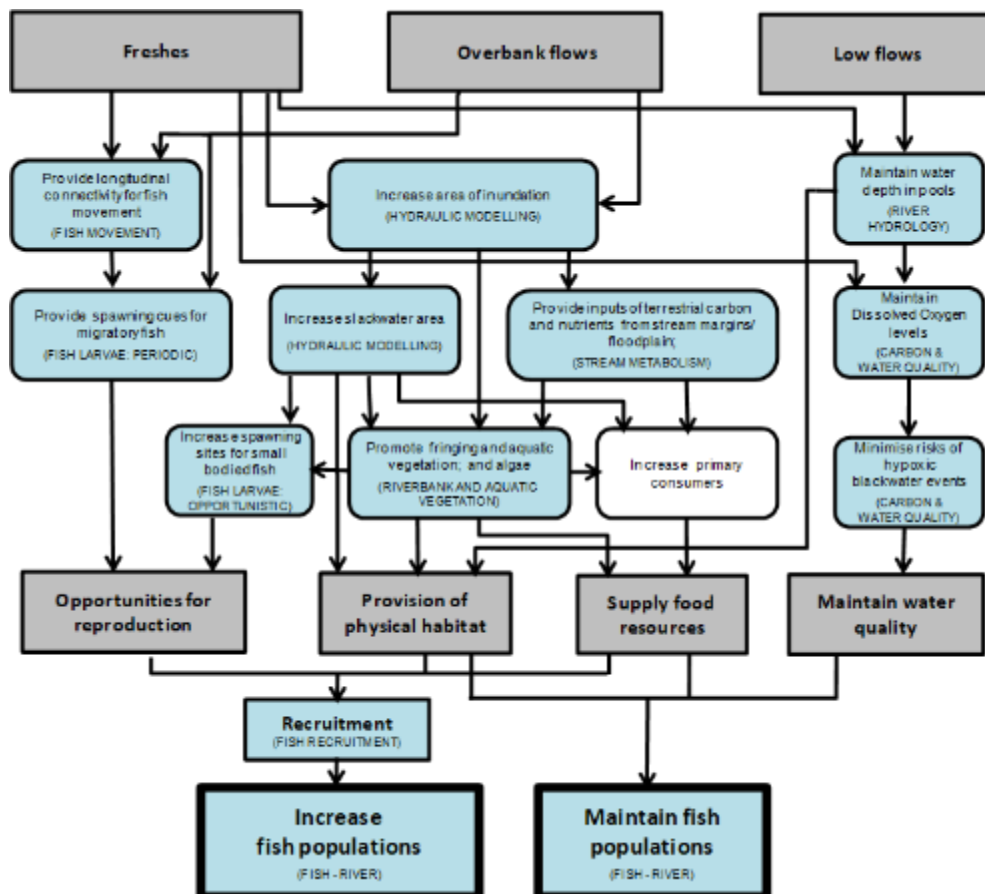 Freshes
Overbank flows
Low flows
Provide longitudinal
connectivity for fish
movement
(FISH MOVEMENT)
Increase area of inundation
(HYDRAULIC MODELLING)
Maintain water
depth in pools
(RIVER
HYDROLOGY)
Provide spawning cues for
migratory fish
(FISH LARVAE: PERIODIC)
Increase slackwater area
(HYDRAULIC MODELLING)
Provide inputs of terrestrial carbon
and nutrients from stream margins/
floodplain;
(STREAM METABOLISM)
Maintain
Dissolved Oxygen
levels
(CARBON &
WATER QUALITY)
Increase spawning
sites for small
bodied fish
(FISH LARVAE:
OPPORTUNISTIC)
Promote fringing and aquatic
vegetation; and algae
(RIVERBANK AND AQUATIC
VEGETATION)
Increase primary
consumers
Minimise risks of
hypoxic
blackwater events
(CARBON &
WATER QUALITY)
Opportunities for
reproduction
Provision of
physical habitat
Supply food
resources
Maintain water
quality
Recruitment
(FISH RECRUITMENT)
Increase
fish populations
(FISH - RIVER)
Maintain fish
populations
(FISH - RIVER)